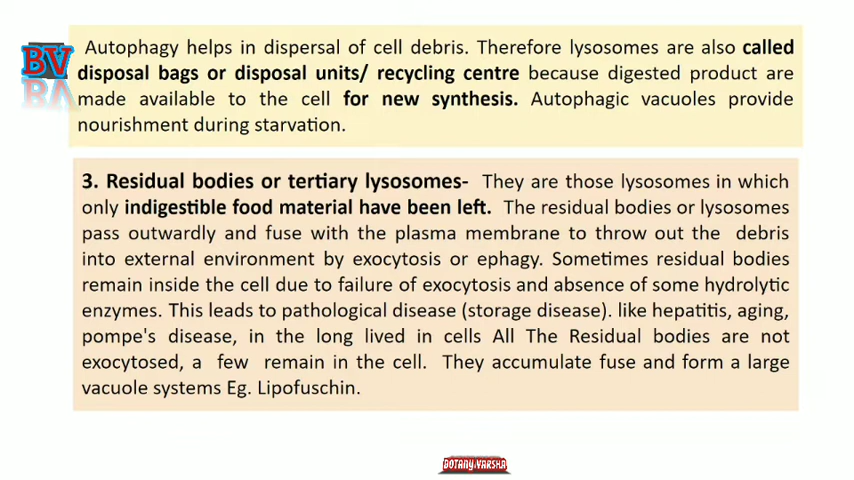 BV
Autophagy helps in dispersal of cell debris. Therefore lysosomes are also called
disposal bags or disposal units/ recycling centre because digested product are
made available to the cell for new synthesis. Autophagic vacuoles provide
nourishment during starvation.
3. Residual bodies or tertiary lysosomes- They are those lysosomes in which
only indigestible food material have been left. The residual bodies or lysosomes
pass outwardly and fuse with the plasma membrane to throw out the debris
into external environment by exocytosis or ephagy. Sometimes residual bodies
remain inside the cell due to failure of exocytosis and absence of some hydrolytic
enzymes. This leads to pathological disease (storage disease). like hepatitis, aging,
pompe's disease, in the long lived in cells All The Residual bodies are not
exocytosed, a few remain in the cell. They accumulate fuse and form a large
vacuole systems Eg. Lipofuschin.
BOTANY.VARSHA